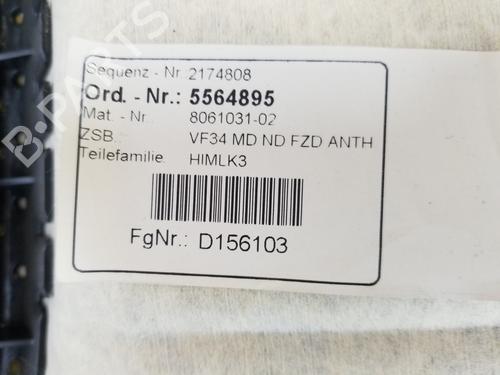 B-PARTS
Sequenz - Nr. 2174808
Ord. - Nr.: 5564895
Mat. - Nr. 8061031-02
ZSB.: VF34 MD ND FZD ANTH
Teilefamilie HIMLK3
FgNr.: D156103